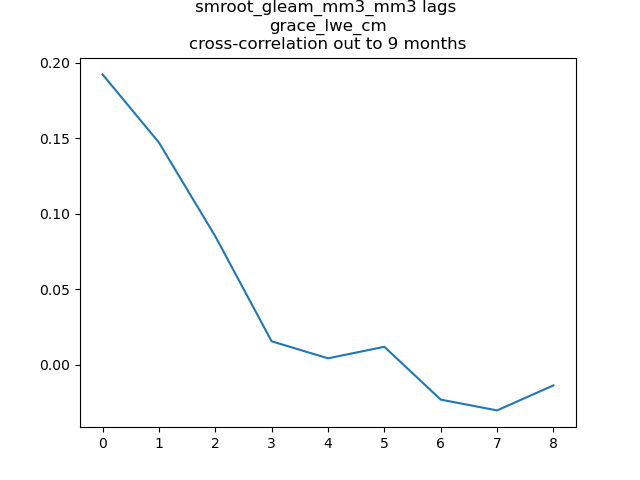 smroot_gleam_mm3_mm3 lags
grace_lwe_cm
cross-correlation out to 9 months
0.20
0.15
0.10
0.05
0.00
0 1 2 3 4 5 6 7 8